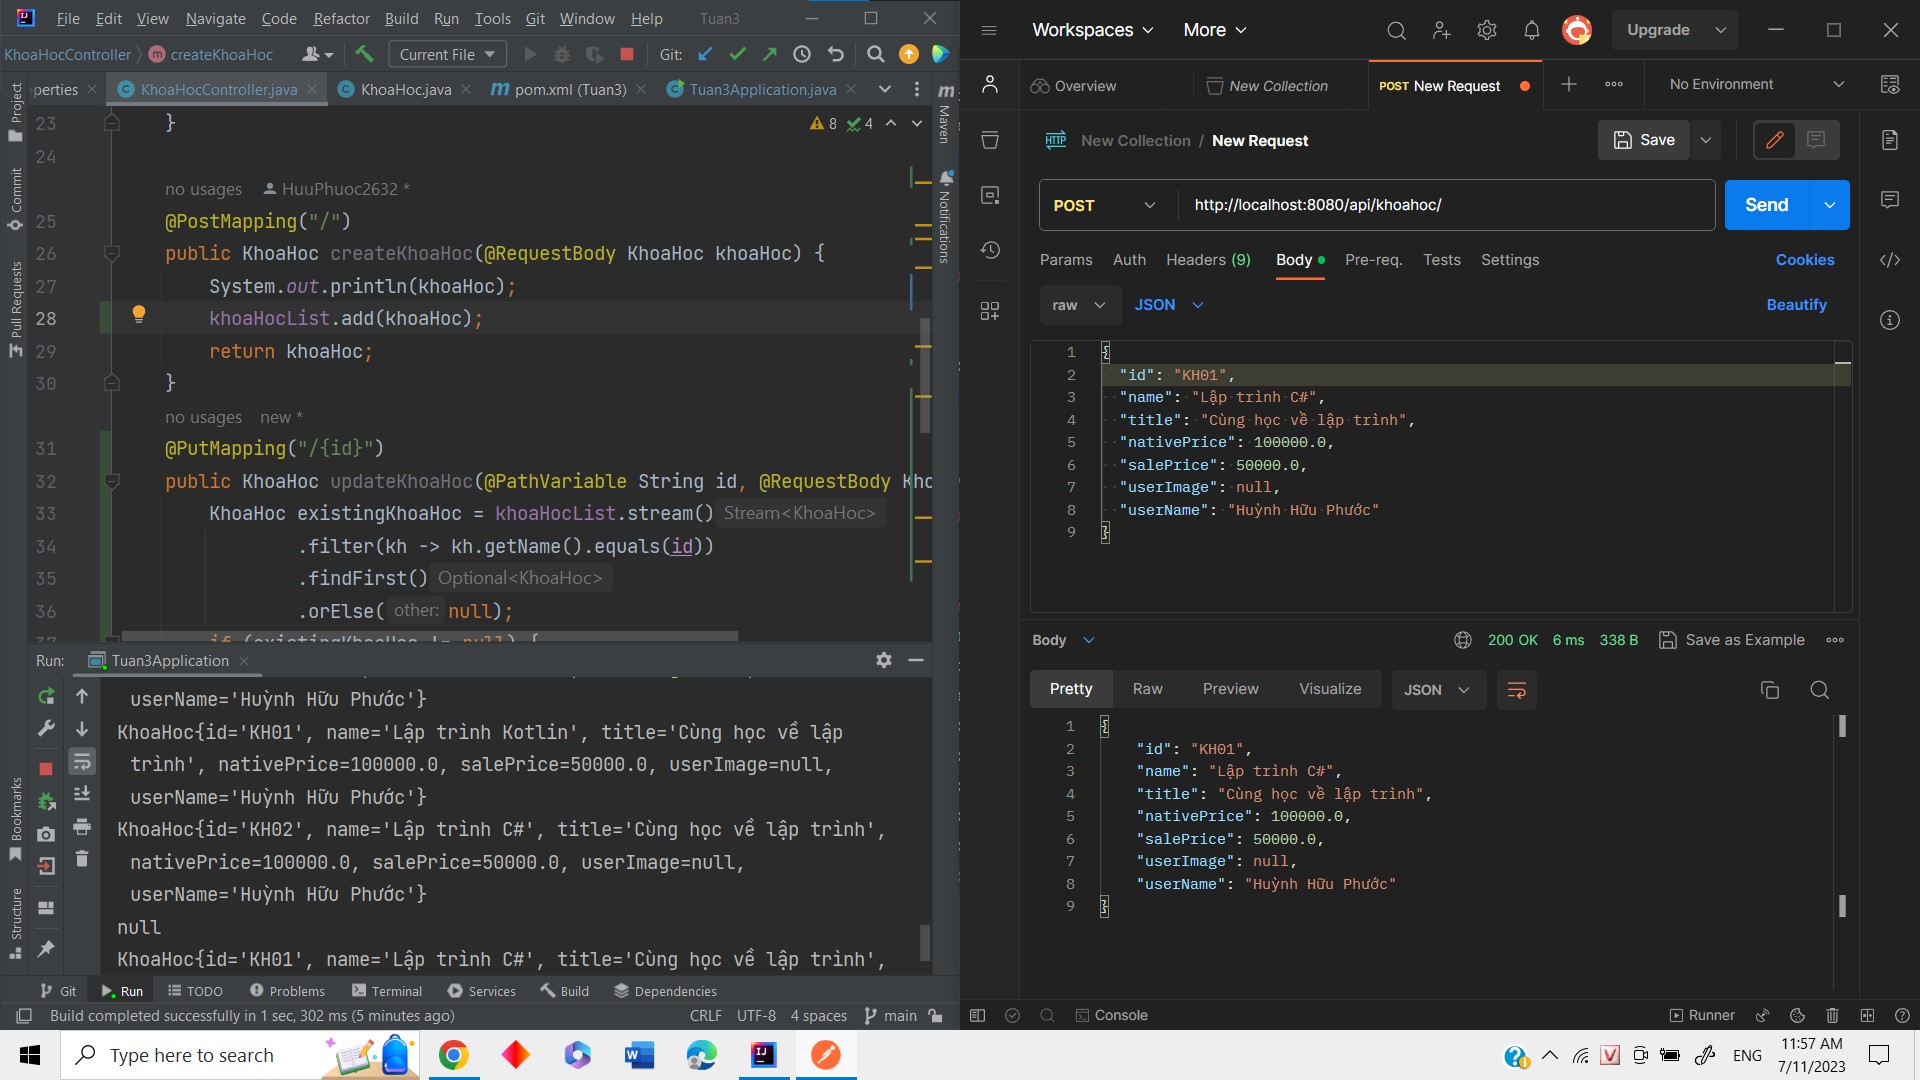 File Edit View Navigate Code Refactor Build Run Tools Git Window Help Tuan3
KhoaHocController createKhoaHoc Current File Git:
perties KhoaHocController.java KhoaHoc.java pom.xml (Tuan3) Tuan3Application.java
Project
Commit
Pull Requests
Bookmarks
Structure
Maven
Notifications
8 4
23 }
24
no usages HuuPhuoc2632 *
25 @PostMapping("/")
26 public KhoaHoc createKhoaHoc(@RequestBody KhoaHoc khoaHoc) {
27 System.out.println(khoaHoc);
28 khoaHocList.add(khoaHoc);
29 return khoaHoc;
30 }
no usages new *
31 @PutMapping("/{id}")
32 public KhoaHoc updateKhoaHoc(@PathVariable String id, @RequestBody Kho
33 KhoaHoc existingKhoaHoc = khoaHocList.stream() Stream<KhoaHoc>
34 .filter(kh -> kh.getName().equals(id))
35 .findFirst() Optional<KhoaHoc>
36 .orElse( other: null);
37 if (existingKhoaHoc != null) {
Run: Tuan3Application
userName='Huỳnh Hữu Phước'}
KhoaHoc{id='KH01', name='Lập trình Kotlin', title='Cùng học về lập
trình', nativePrice=100000.0, salePrice=50000.0, userImage=null,
userName='Huỳnh Hữu Phước'}
KhoaHoc{id='KH02', name='Lập trình C#', title='Cùng học về lập trình',
nativePrice=100000.0, salePrice=50000.0, userImage=null,
userName='Huỳnh Hữu Phước'}
null
KhoaHoc{id='KH01', name='Lập trình C#', title='Cùng học về lập trình',
Git Run TODO Problems Terminal Services Build Dependencies
Build completed successfully in 1 sec, 302 ms (5 minutes ago) CRLF UTF-8 4 spaces main
Workspaces More Upgrade
Overview New Collection POST New Request No Environment
HTTP New Collection / New Request Save
POST http://localhost:8080/api/khoahoc/ Send
Params Auth Headers (9) Body Pre-req. Tests Settings Cookies
raw JSON Beautify
1 {
2 "id": "KH01",
3 "name": "Lập trình C#",
4 "title": "Cùng học về lập trình",
5 "nativePrice": 100000.0,
6 "salePrice": 50000.0,
7 "userImage": null,
8 "userName": "Huỳnh Hữu Phước"
9 }
Body 200 OK 6 ms 338 B Save as Example
Pretty Raw Preview Visualize JSON
1 {
2 "id": "KH01",
3 "name": "Lập trình C#",
4 "title": "Cùng học về lập trình",
5 "nativePrice": 100000.0,
6 "salePrice": 50000.0,
7 "userImage": null,
8 "userName": "Huỳnh Hữu Phước"
9 }
Console Runner
Type here to search ENG 11:57 AM
7/11/2023